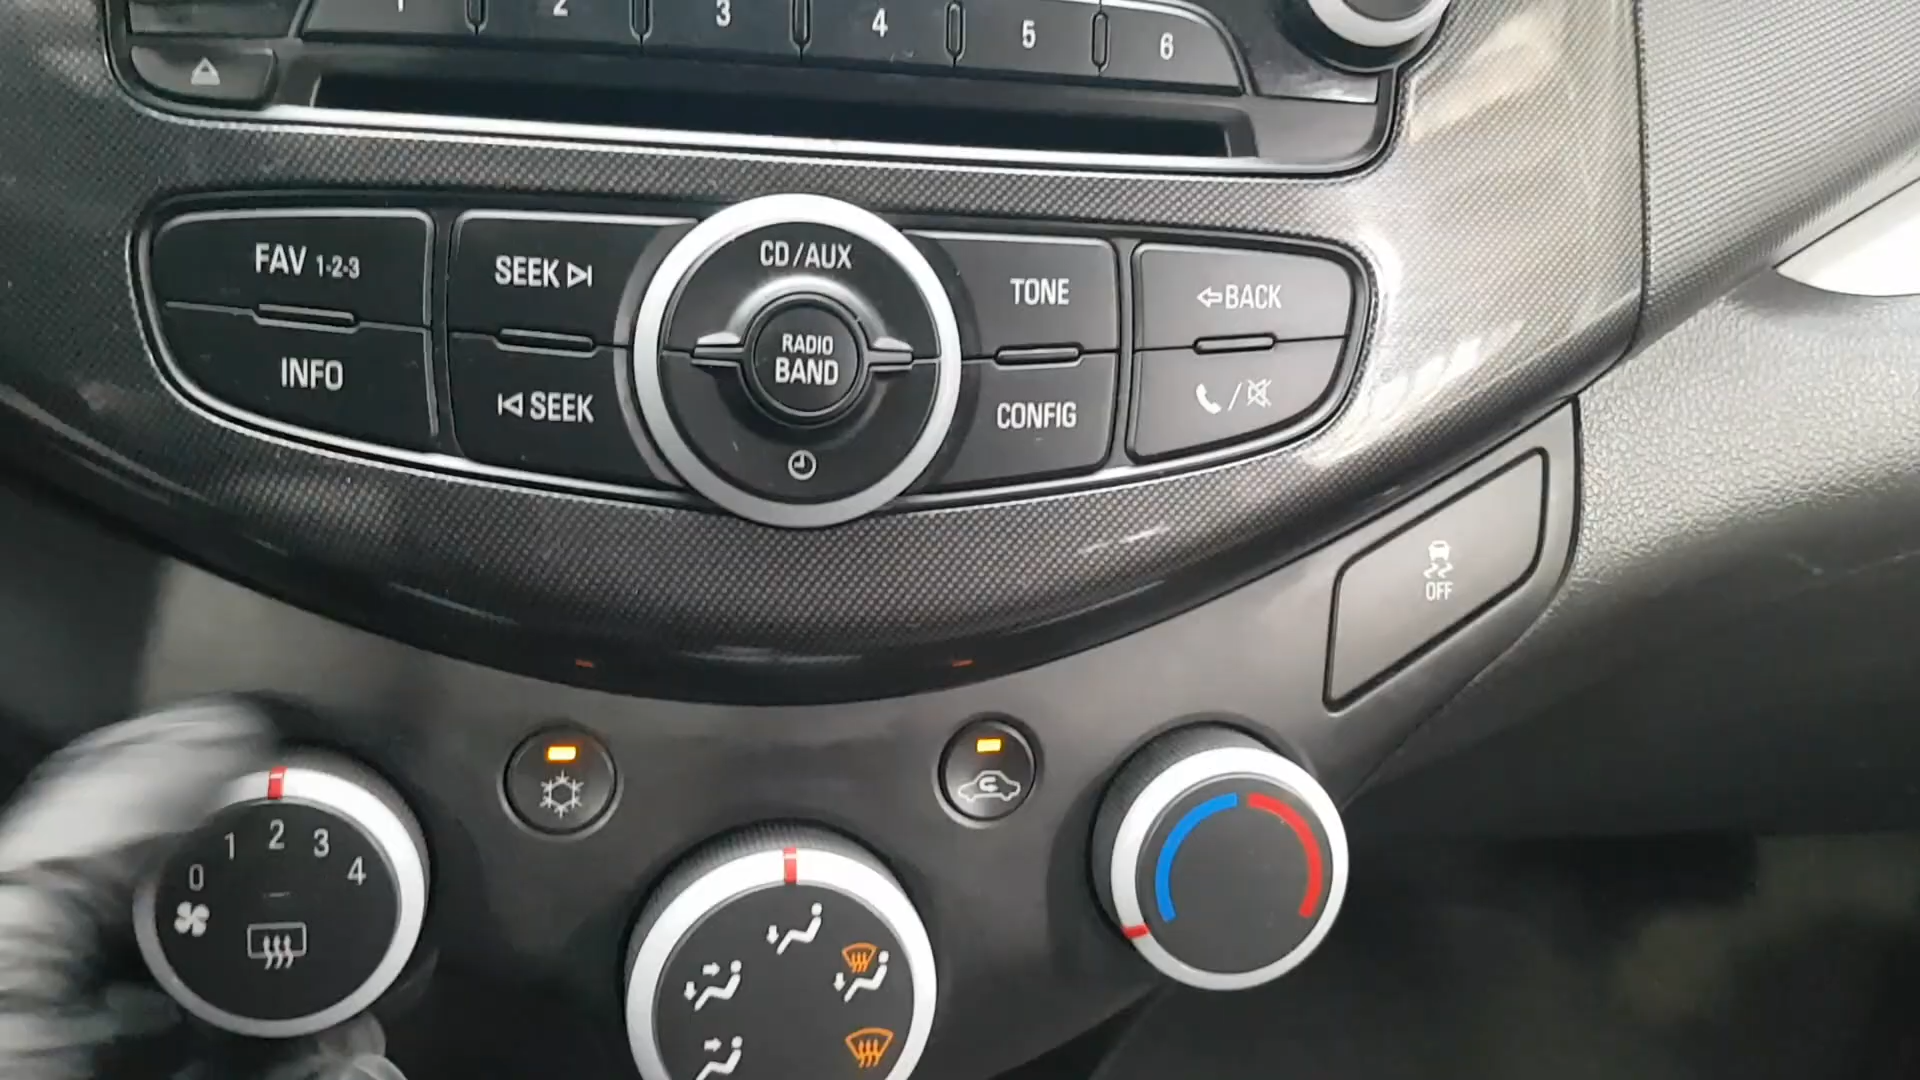 1 2 3 4 5 6
FAV 1-2-3
SEEK
CD/AUX
TONE
BACK
RADIO
BAND
INFO
SEEK
CONFIG
/
OFF
0 1 2 3 4